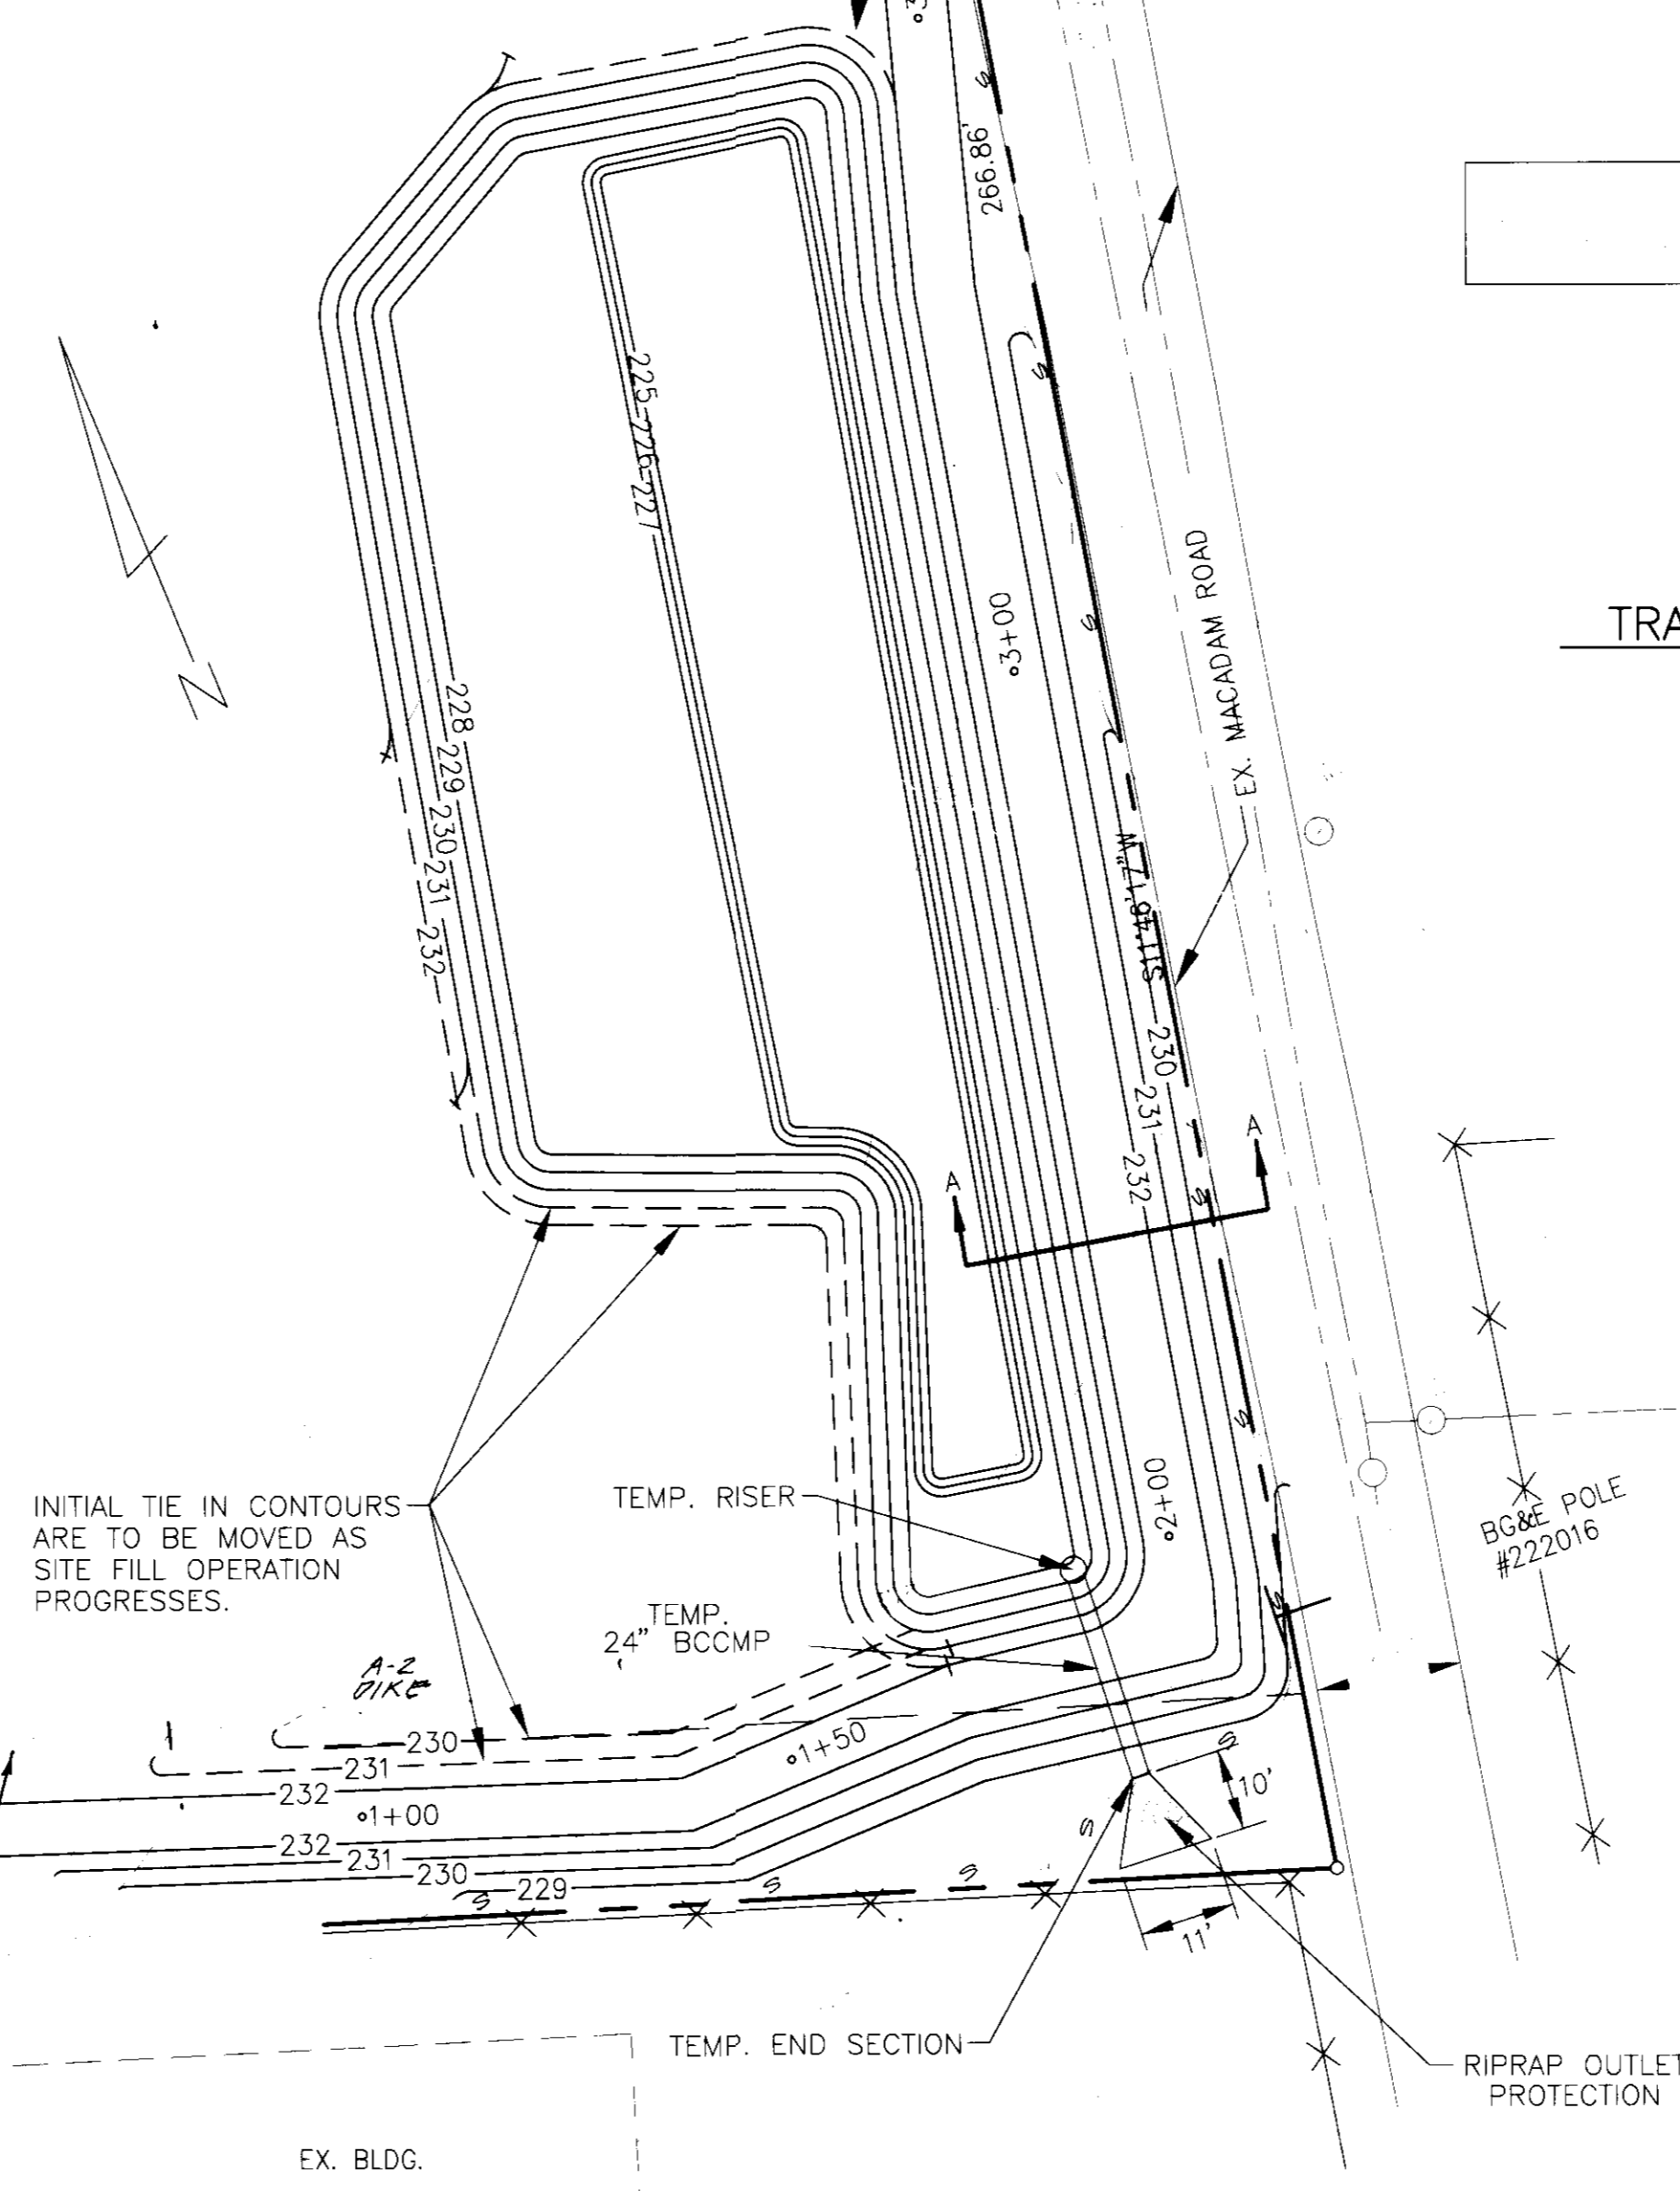 266.86'
225
226
227
TRA
3+00
EX. MACADAM ROAD
228
229
230
231
232
S11°46'17"W
230
231
232
A
A
2+00
INITIAL TIE IN CONTOURS
ARE TO BE MOVED AS
SITE FILL OPERATION
PROGRESSES.
TEMP. RISER
TEMP.
24" BCCMP
BG&E POLE
#222016
A-2
DIKE
230
231
232
1+50
1+00
232
231
230
229
10'
11'
S
S
S
S
S
S
S
S
S
S
N
TEMP. END SECTION
RIPRAP OUTLET
PROTECTION
EX. BLDG.